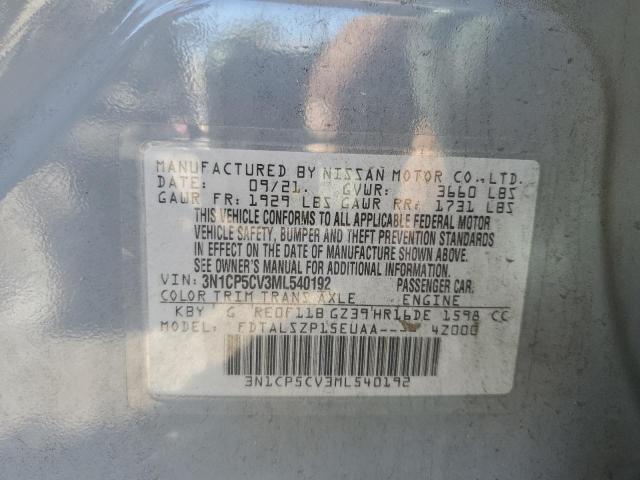 MANUFACTURED BY NISSAN MOTOR CO.,LTD.
DATE: 09/21 GVWR: 3660 LBS
GAWR FR: 1929 LBS GAWR RR: 1731 LBS
THIS VEHICLE CONFORMS TO ALL APPLICABLE FEDERAL MOTOR
VEHICLE SAFETY, BUMPER AND THEFT PREVENTION STANDARDS
IN EFFECT ON THE DATE OF MANUFACTURE SHOWN ABOVE.
SEE OWNER'S MANUAL FOR ADDITIONAL INFORMATION.
VIN: 3N1CP5CV3ML540192 PASSENGER CAR
COLOR TRIM TRANS AXLE ENGINE
KBY G RE0F11B GZ39 HR16DE 1598 CC
MODEL: 4Z000
3N1CP5CV3ML540192